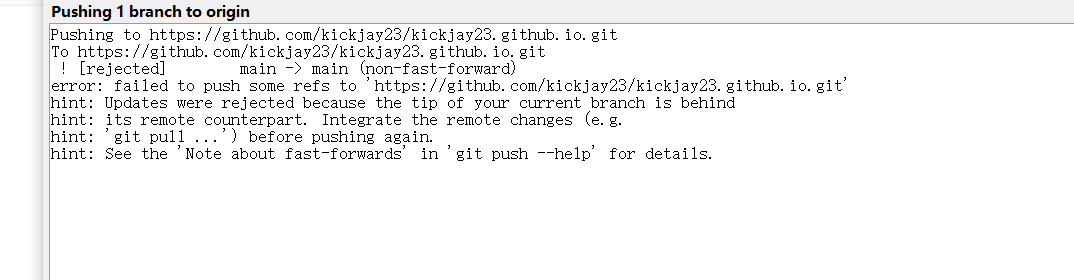 Pushing 1 branch to origin
Pushing to https://github.com/kickjay23/kickjay23.github.io.git
To https://github.com/kickjay23/kickjay23.github.io.git
! [rejected] main -> main (non-fast-forward)
error: failed to push some refs to 'https://github.com/kickjay23/kickjay23.github.io.git'
hint: Updates were rejected because the tip of your current branch is behind
hint: its remote counterpart. Integrate the remote changes (e.g.
hint: 'git pull ...') before pushing again.
hint: See the 'Note about fast-forwards' in 'git push --help' for details.